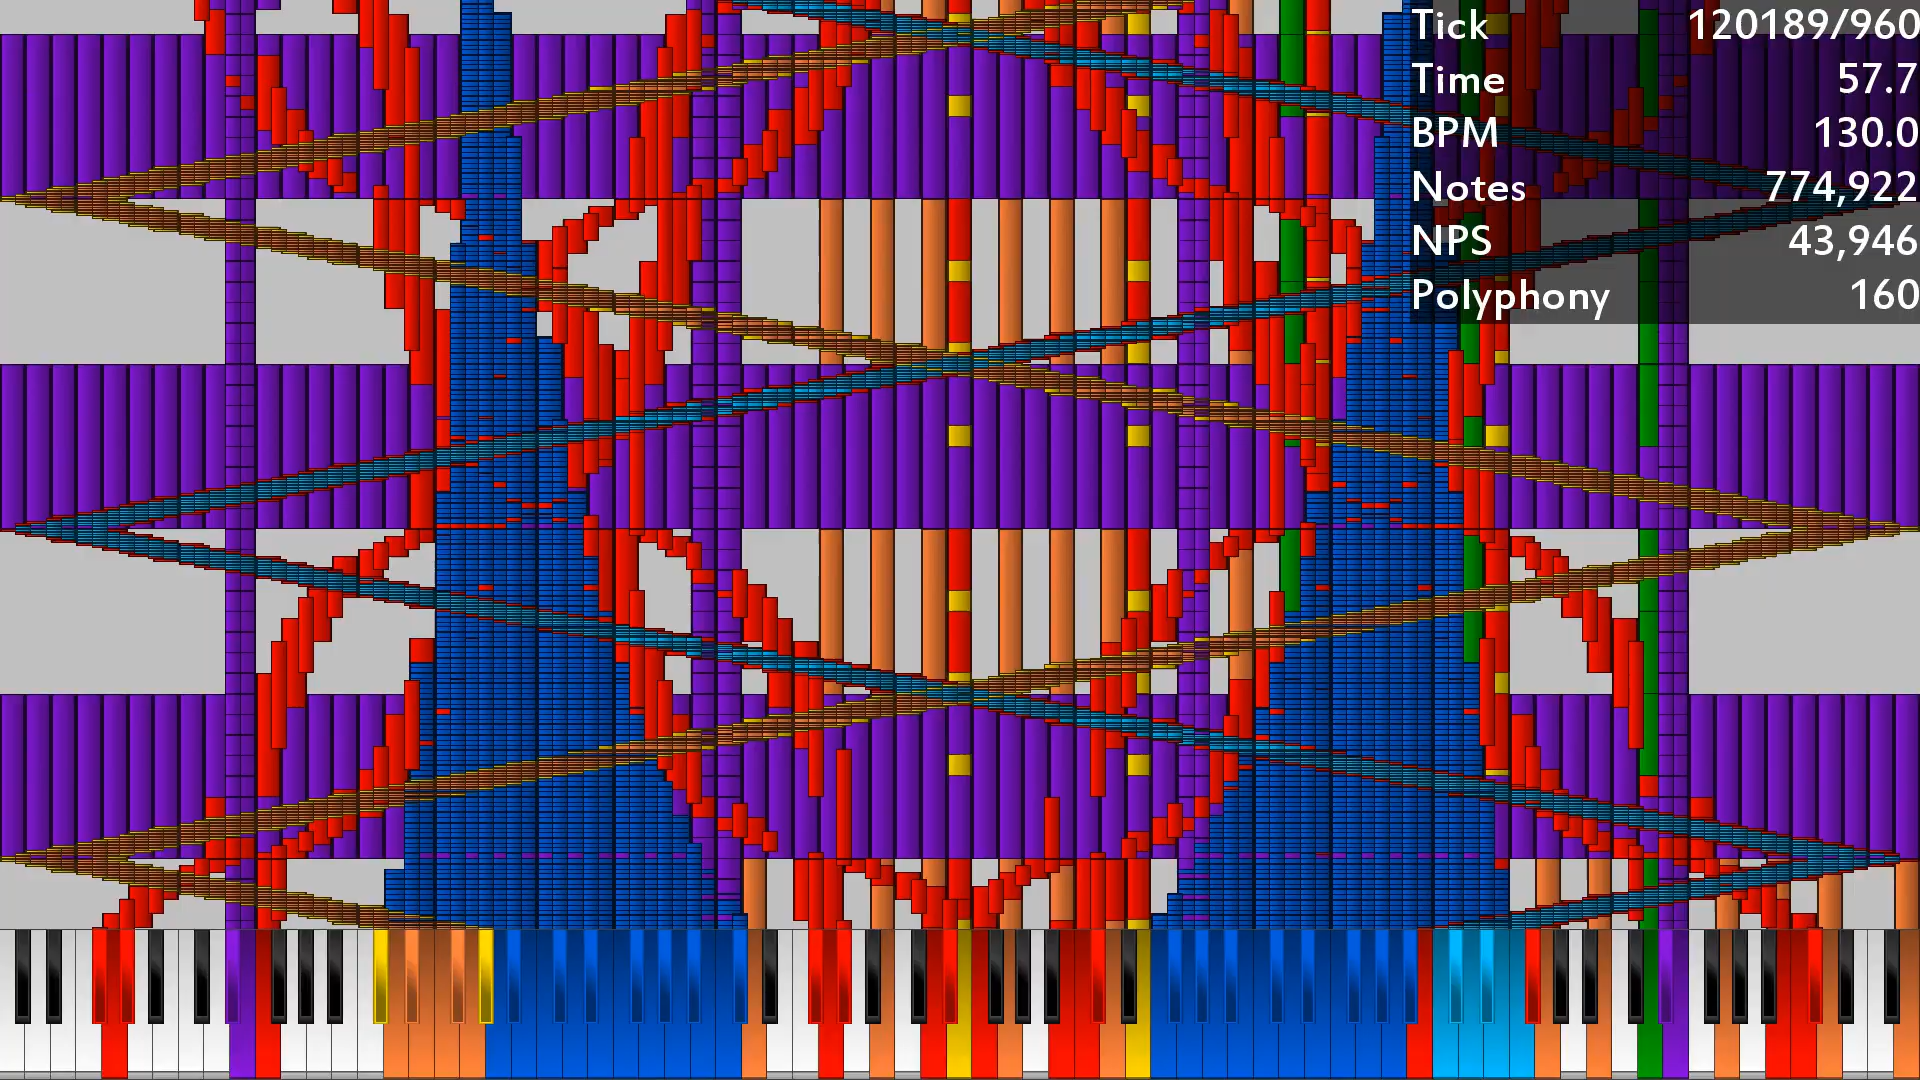 Tick 120189/960
Time 57.7
BPM 130.0
Notes 774,922
NPS 43,946
Polyphony 160